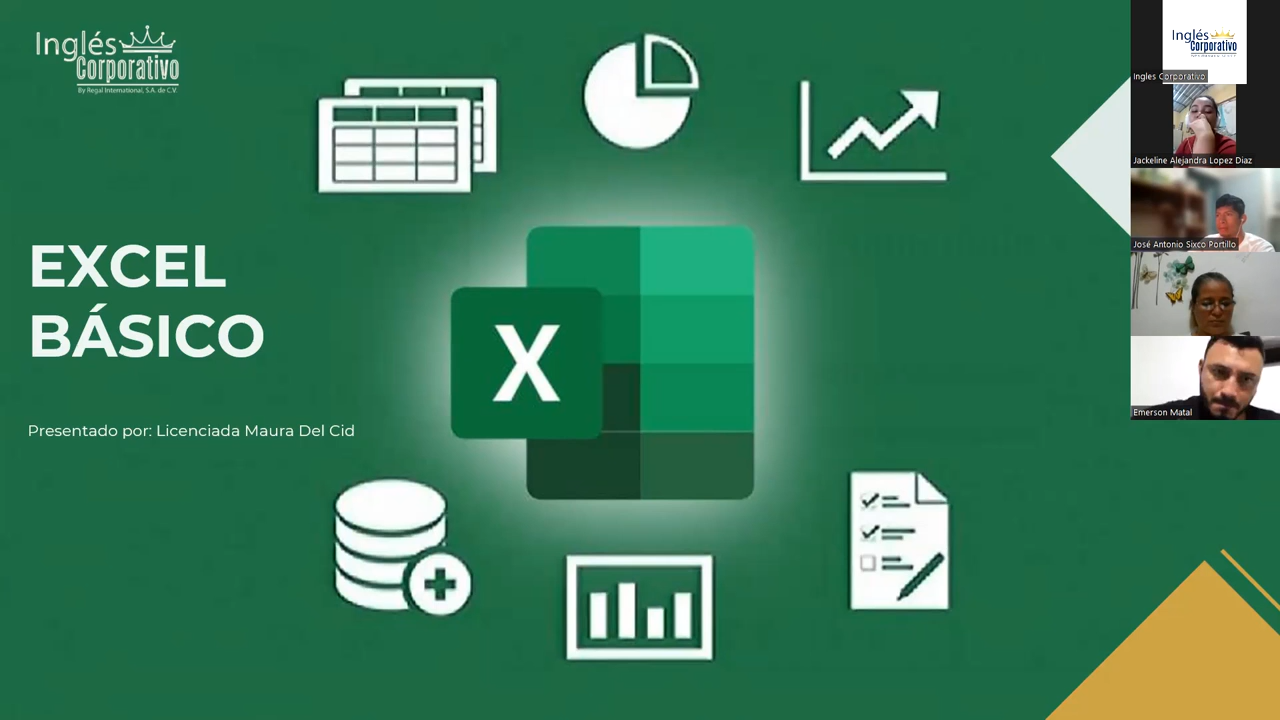 Inglés
Corporativo
By Regal International, S.A. de C.V.
EXCEL
BÁSICO
Presentado por: Licenciada Maura Del Cid
X
Inglés
Corporativo
Ingles Corporativo
Jackeline Alejandra Lopez Diaz
José Antonio Sixco Portillo
Emerson Matal